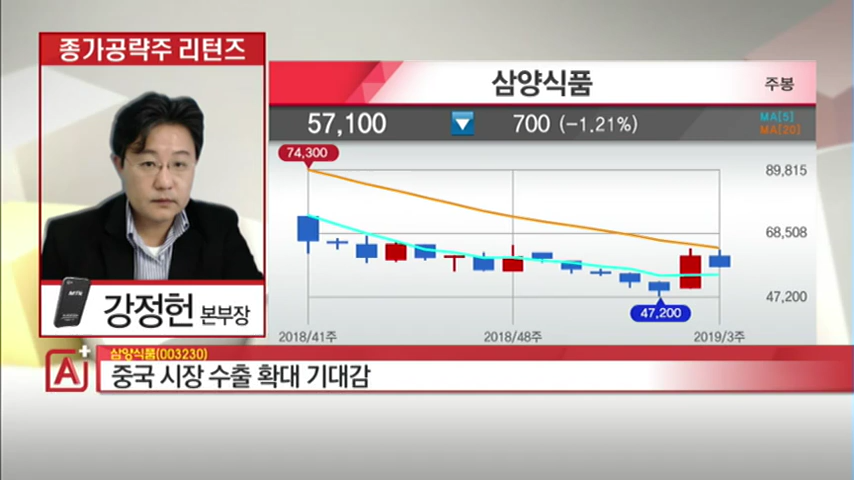 종가공략주 리턴즈
MTN
강정헌 본부장
삼양식품
주봉
57,100 ▼ 700 (-1.21%)
MA[5]
MA[20]
74,300
89,815
68,508
47,200
47,200
2018/41주 2018/48주 2019/3주
A+
삼양식품(003230)
중국 시장 수출 확대 기대감